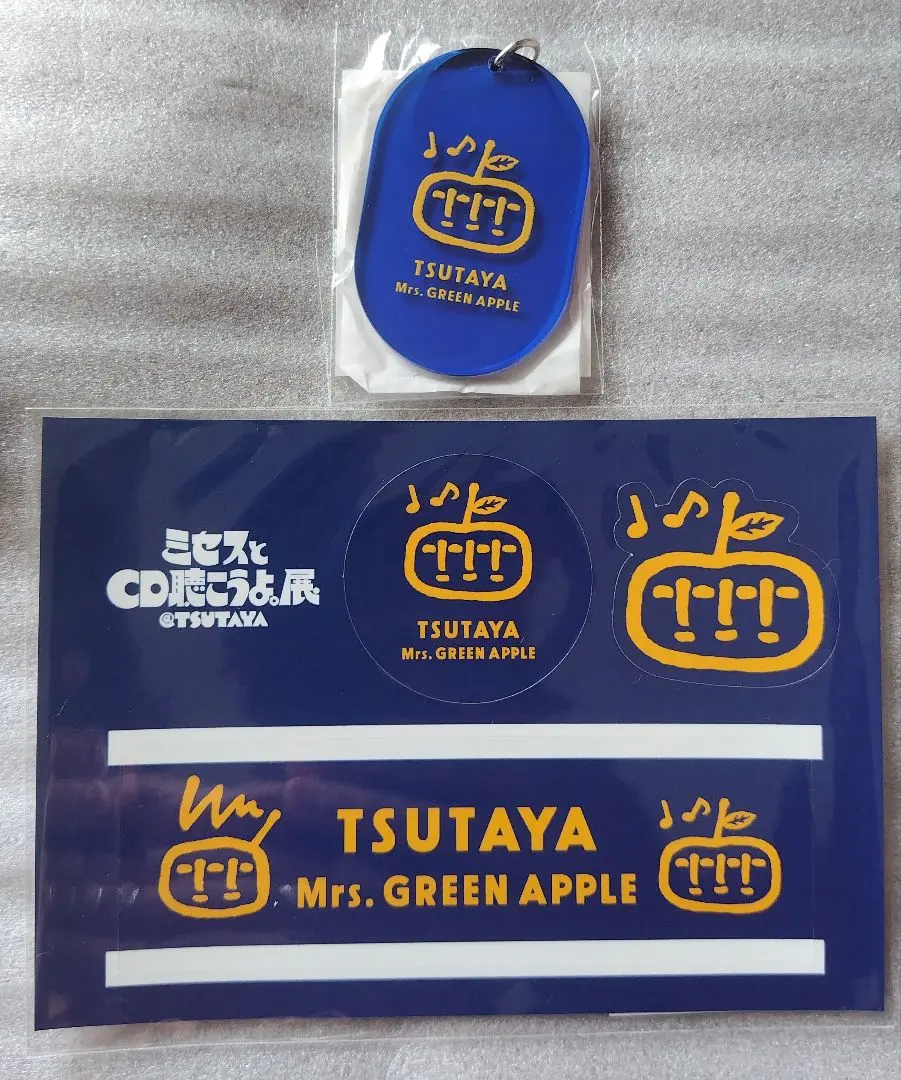 TSUTAYA
Mrs. GREEN APPLE
ミセスと
CD聴こうよ。展
@TSUTAYA
TSUTAYA
Mrs. GREEN APPLE
TSUTAYA
Mrs. GREEN APPLE